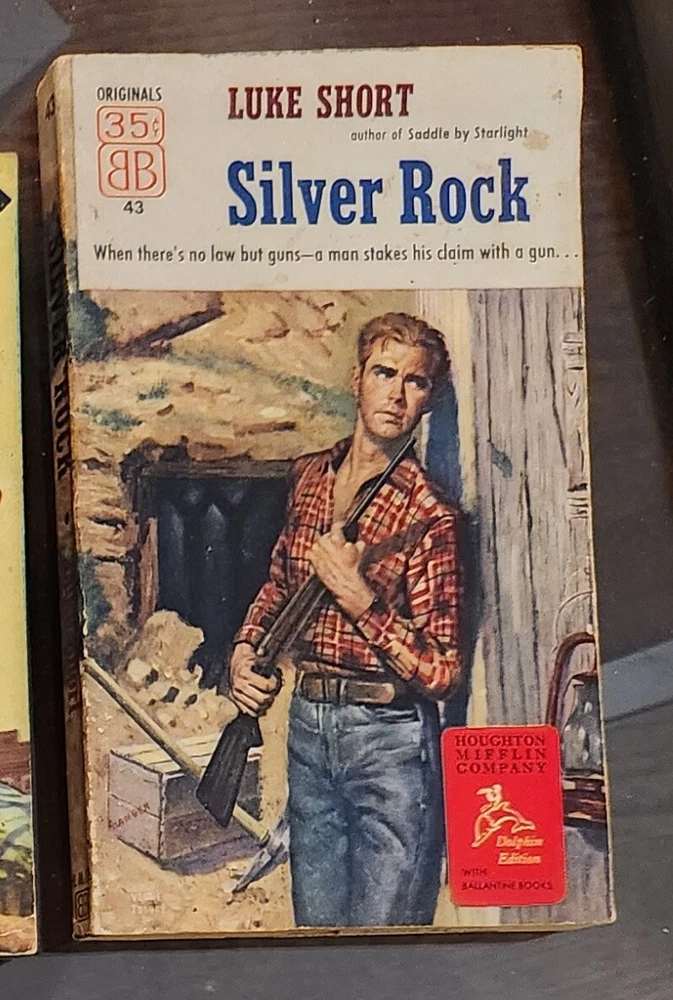 ORIGINALS
35¢
BB
43
LUKE SHORT
author of Saddle by Starlight
Silver Rock
When there's no law but guns—a man stakes his claim with a gun...
HOUGHTON
MIFFLIN
COMPANY
Dolphin
Edition
WITH
BALLANTINE BOOKS
43
SILVER ROCK